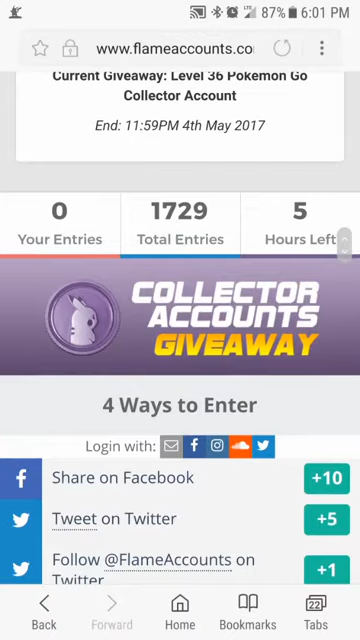 87% 6:01 PM
www.flameaccounts.co
Current Giveaway: Level 36 Pokemon Go
Collector Account
End: 11:59PM 4th May 2017
0 1729 5
Your Entries Total Entries Hours Left
COLLECTOR
ACCOUNTS
GIVEAWAY
4 Ways to Enter
Login with:
Share on Facebook +10
Tweet on Twitter +5
Follow @FlameAccounts on +1
Twitter
22
Back Forward Home Bookmarks Tabs